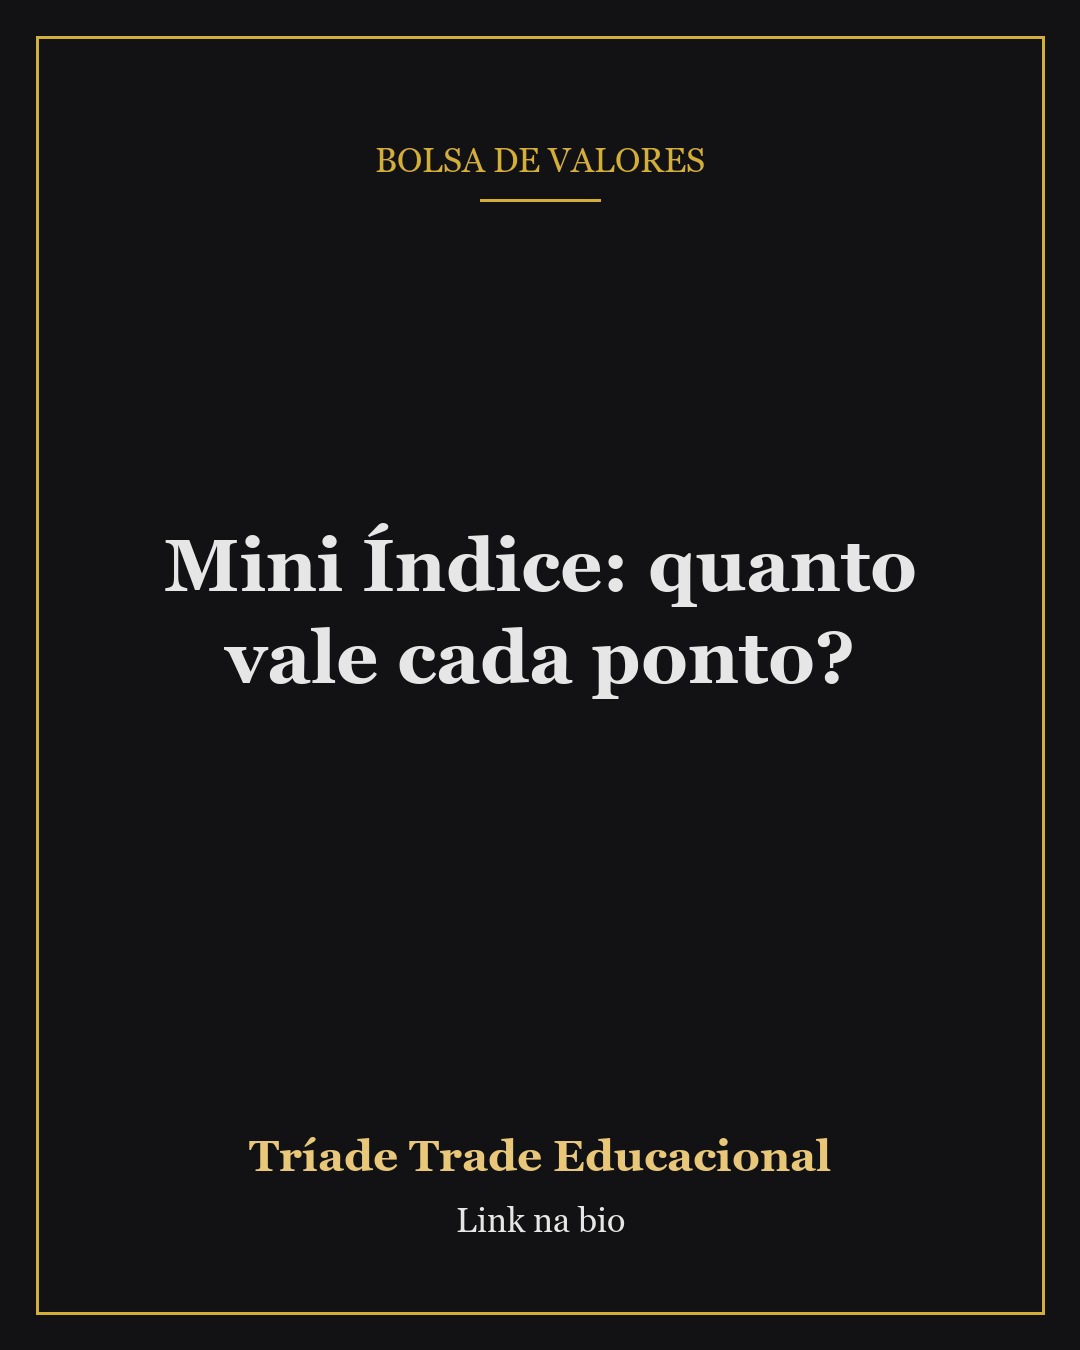 BOLSA DE VALORES
Mini Índice: quanto
vale cada ponto?
Tríade Trade Educacional
Link na bio